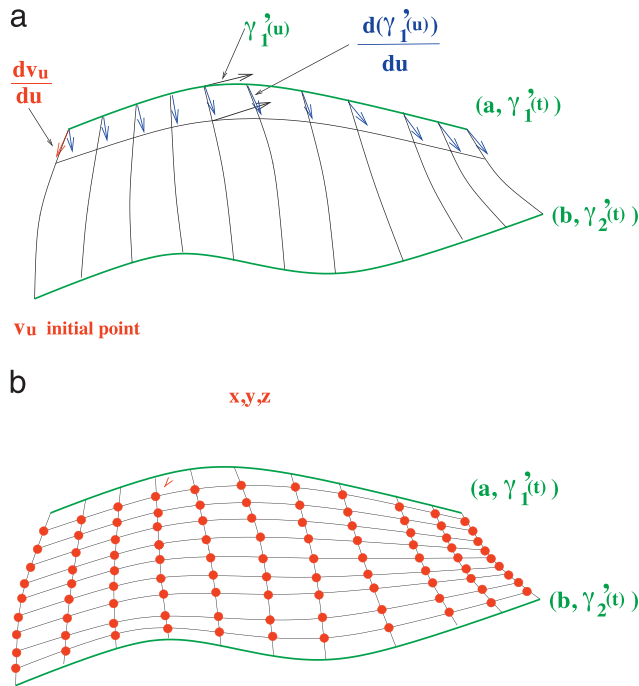 a
γ₁'(u)
d(γ₁'(u))
du
dvᵤ
du
(a, γ₁'(t) )
(b, γ₂'(t) )
vᵤ initial point
b
x,y,z
(a, γ₁'(t) )
(b, γ₂'(t) )